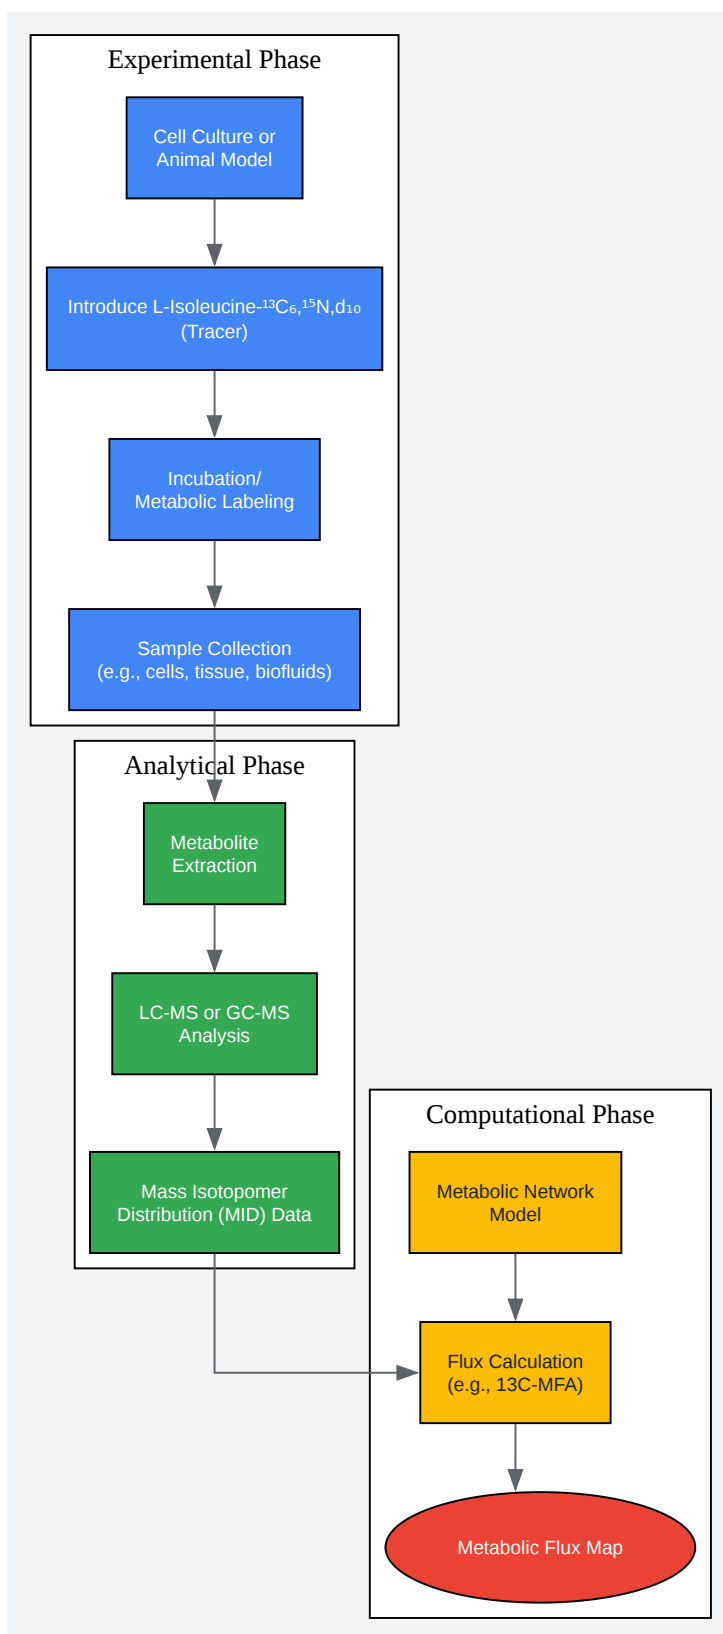 Experimental Phase
Cell Culture or
Animal Model
Introduce L-Isoleucine-¹³C₆,¹⁵N,d₁₀
(Tracer)
Incubation/
Metabolic Labeling
Sample Collection
(e.g., cells, tissue, biofluids)
Analytical Phase
Metabolite
Extraction
LC-MS or GC-MS
Analysis
Mass Isotopomer
Distribution (MID) Data
Computational Phase
Metabolic Network
Model
Flux Calculation
(e.g., 13C-MFA)
Metabolic Flux Map